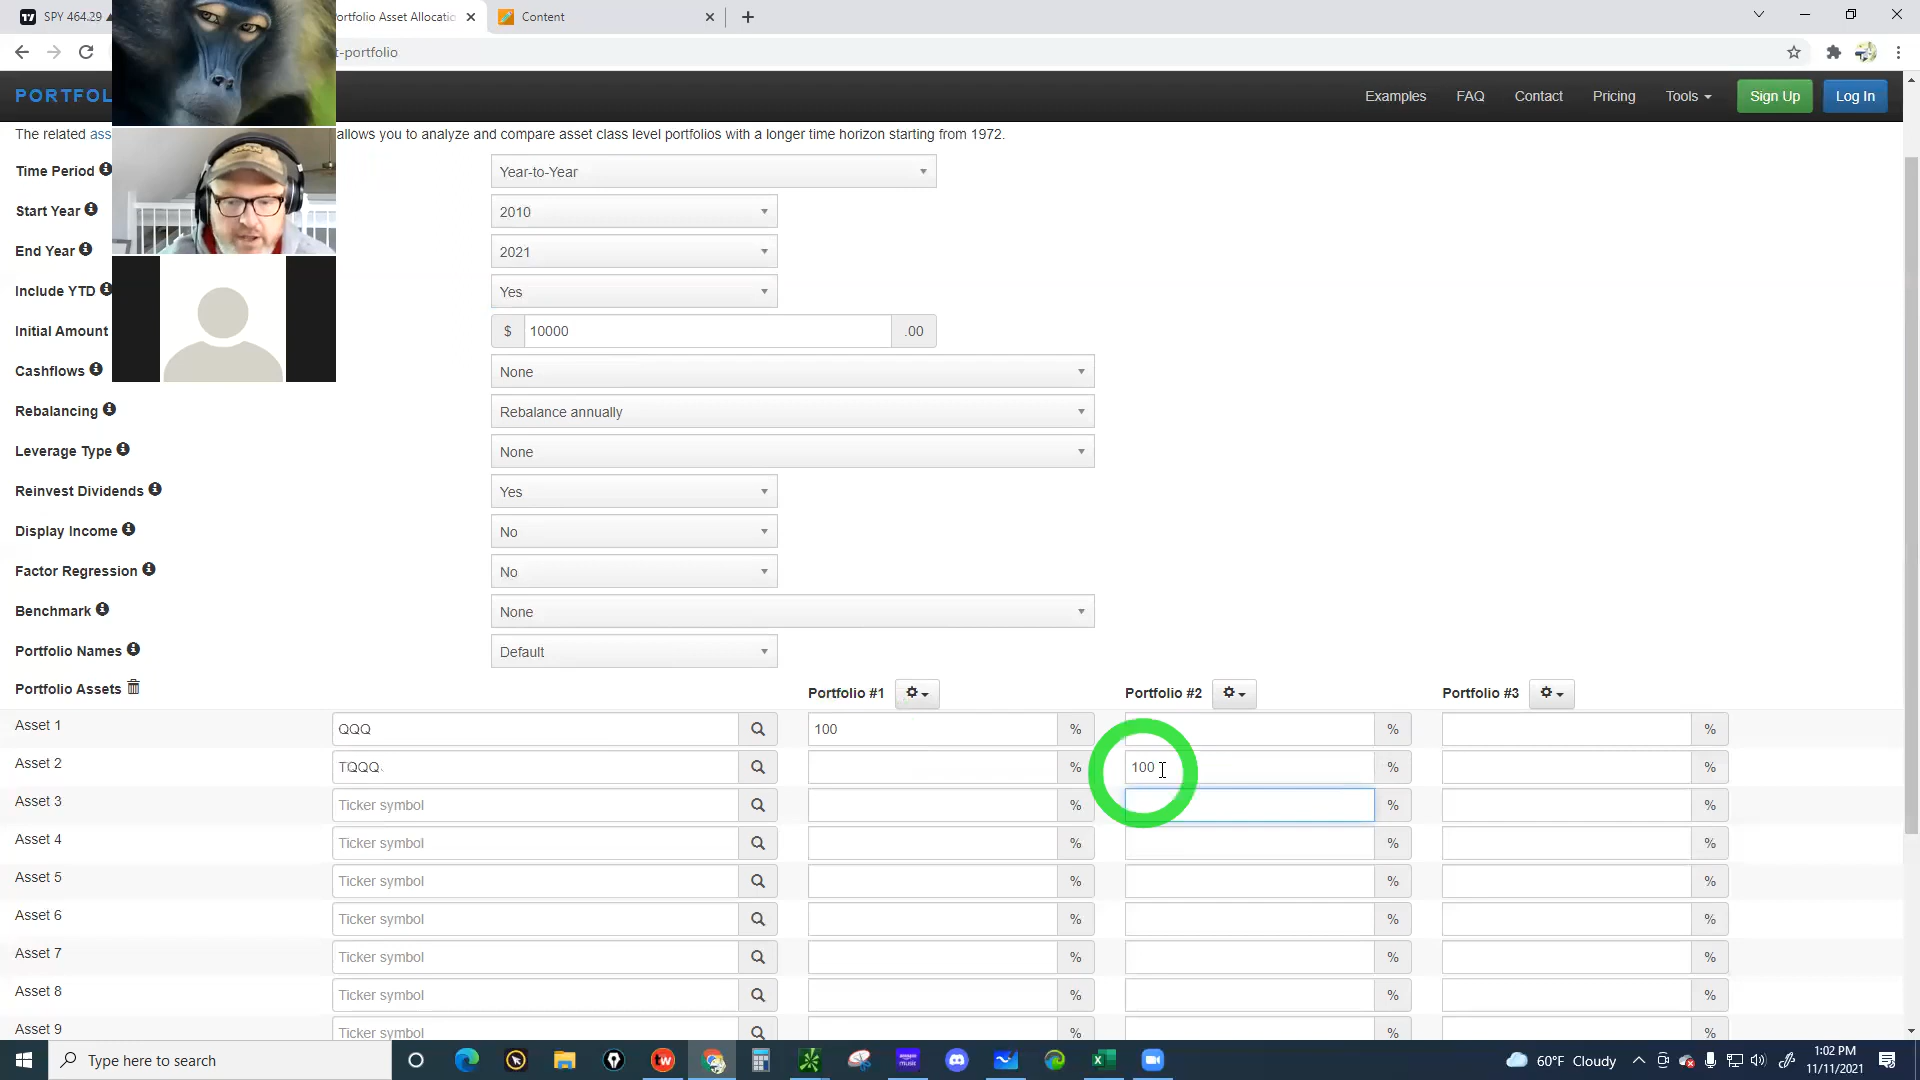 SPY 464.29
ortfolio Asset Allocatio
Content
t-portfolio
PORTFOL
Examples
FAQ
Contact
Pricing
Tools
Sign Up
Log In
The related ass
allows you to analyze and compare asset class level portfolios with a longer time horizon starting from 1972.
Time Period
Year-to-Year
Start Year
2010
End Year
2021
Include YTD
Yes
Initial Amount
$ 10000 .00
Cashflows
None
Rebalancing
Rebalance annually
Leverage Type
None
Reinvest Dividends
Yes
Display Income
No
Factor Regression
No
Benchmark
None
Portfolio Names
Default
Portfolio Assets
Portfolio #1
Portfolio #2
Portfolio #3
Asset 1 QQQ 100 % % %
Asset 2 TQQQ % 100 % %
Asset 3 Ticker symbol % % %
Asset 4 Ticker symbol % % %
Asset 5 Ticker symbol % % %
Asset 6 Ticker symbol % % %
Asset 7 Ticker symbol % % %
Asset 8 Ticker symbol % % %
Asset 9 Ticker symbol % % %
Type here to search
60°F Cloudy
1:02 PM
11/11/2021